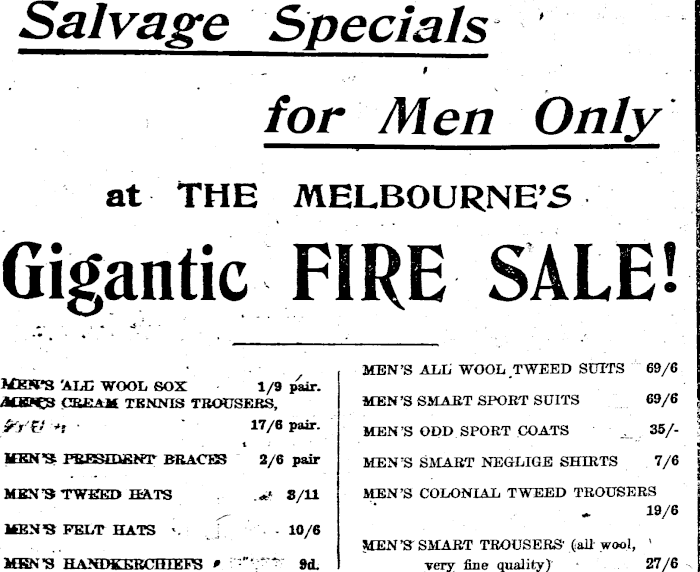 Salvage Specials
for Men Only
at THE MELBOURNE'S
Gigantic FIRE SALE!
MEN'S ALL WOOL SOX 1/9 pair.
MEN'S CREAM TENNIS TROUSERS,
17/6 pair.
MEN'S PRESIDENT BRACES 2/6 pair
MEN'S TWEED HATS 3/11
MEN'S FELT HATS 10/6
MEN'S HANDKERCHIEFS 9d.
MEN'S ALL WOOL TWEED SUITS 69/6
MEN'S SMART SPORT SUITS 69/6
MEN'S ODD SPORT COATS 35/-
MEN'S SMART NEGLIGE SHIRTS 7/6
MEN'S COLONIAL TWEED TROUSERS
19/6
MEN'S SMART TROUSERS (all wool,
very fine quality) 27/6